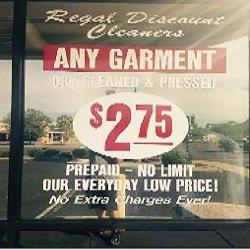 Regal Discount
Cleaners
ANY GARMENT
DRY CLEANED & PRESSED
$2.75
PREPAID - NO LIMIT
OUR EVERYDAY LOW PRICE!
No Extra Charges Ever!